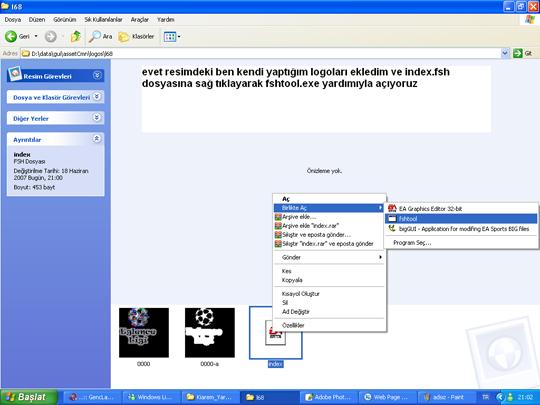 l68
Dosya Düzen Görünüm Sık Kullanılanlar Araçlar Yardım
Geri Ara Klasörler
Adres D:\data\gui\assetCmn\logos\l68 Git
Resim Görevleri
Dosya ve Klasör Görevleri
Diğer Yerler
Ayrıntılar
index
FSH Dosyası
Değiştirilme Tarihi: 18 Haziran
2007 Bugün, 21:00
Boyut: 453 bayt
evet resimdeki ben kendi yaptığım logoları ekledim ve index.fsh
dosyasına sağ tıklayarak fshtool.exe yardımıyla açıyoruz
Önizleme yok.
Aç
Birlikte Aç
Arşive ekle...
Arşive ekle "index.rar"
Sıkıştır ve eposta gönder...
Sıkıştır "index.rar" ve eposta gönder
Gönder
Kes
Kopyala
Kısayol Oluştur
Sil
Ad Değiştir
Özellikler
EA Graphics Editor 32-bit
fshtool
bigGUI - Application for modifing EA Sports BIG files
Program Seç...
Ligi
0000
0000-a
index
Başlat
..:: GencLa...
Windows Li...
Kiarem_Yar...
l68
Adobe Phot...
Web Page ...
adsız - Paint
TR
21:02